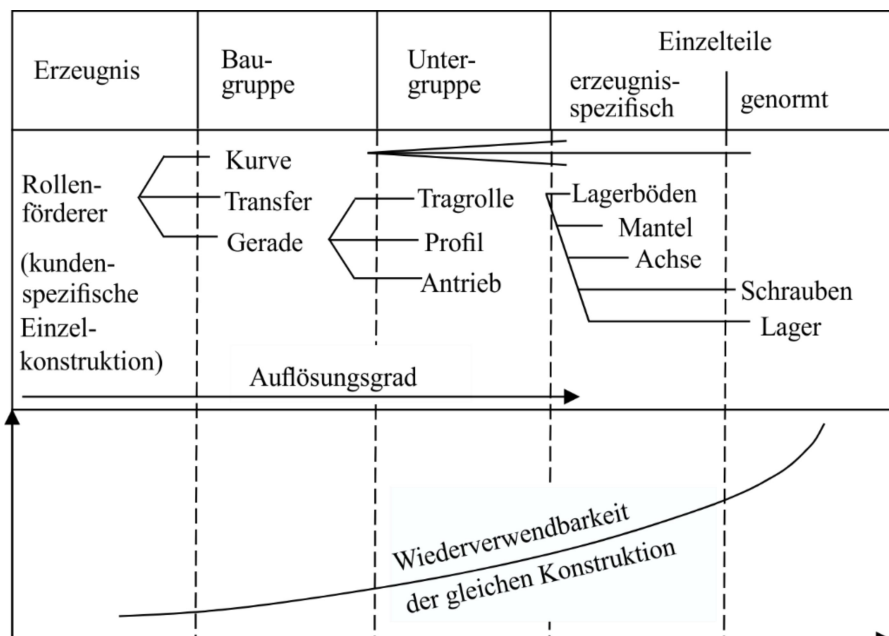 Erzeugnis
Bau-
gruppe
Unter-
gruppe
Einzelteile
erzeugnis-
spezifisch
genormt
Rollen-
förderer
(kunden-
spezifische
Einzel-
konstruktion)
Kurve
Transfer
Gerade
Tragrolle
Profil
Antrieb
Lagerböden
Mantel
Achse
Schrauben
Lager
Auflösungsgrad
Wiederverwendbarkeit
der gleichen Konstruktion